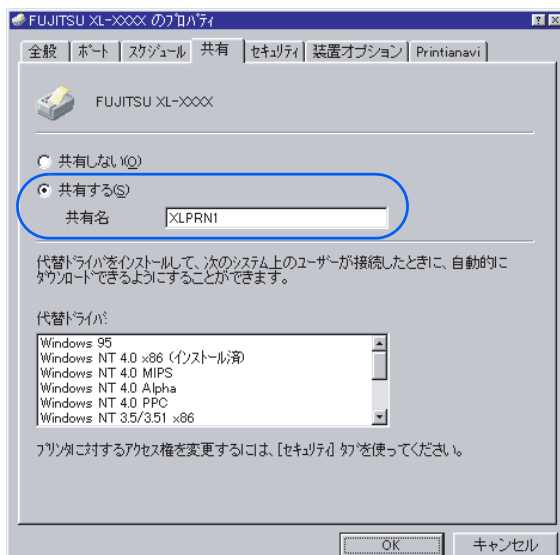 FUJITSU XL-XXXX のプロパティ
全般 ポート スケジュール 共有 セキュリティ 装置オプション Printianavi
FUJITSU XL-XXXX
共有しない(O)
共有する(S)
共有名 XLPRN1
代替ドライバをインストールして、次のシステム上のユーザーが接続したときに、自動的に
ダウンロードできるようにすることができます。
代替ドライバ:
Windows 95
Windows NT 4.0 x86 (インストール済)
Windows NT 4.0 MIPS
Windows NT 4.0 Alpha
Windows NT 4.0 PPC
Windows NT 3.5/3.51 x86
プリンタに対するアクセス権を変更するには、[セキュリティ] タブを使ってください。
OK キャンセル